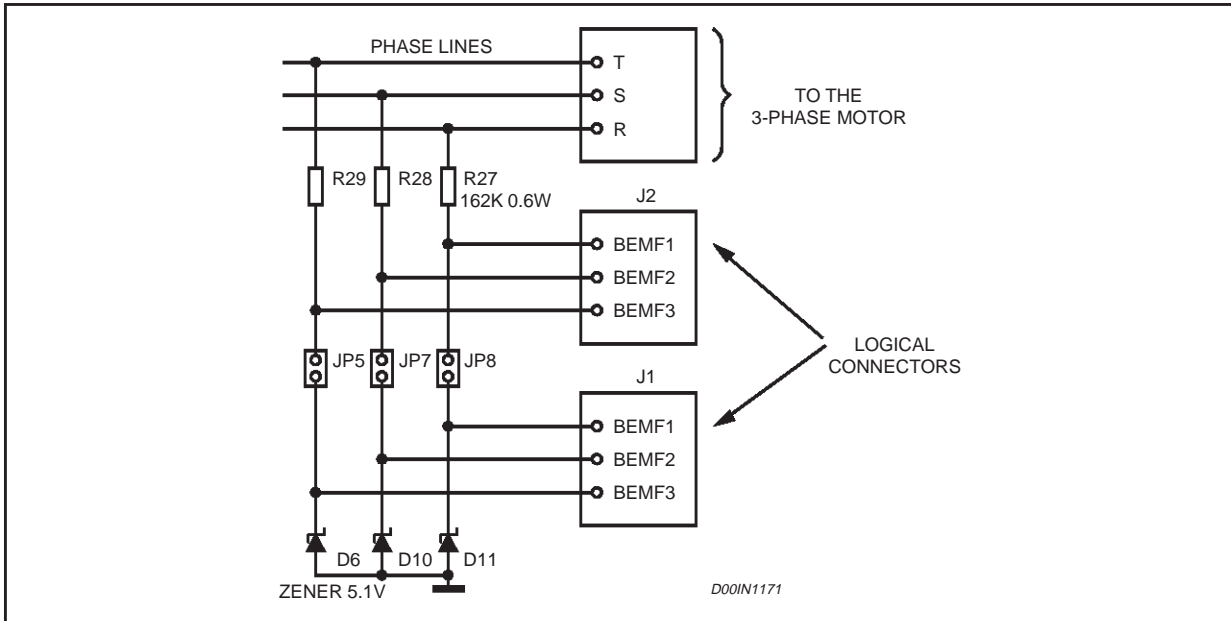 PHASE LINES
T
S
R
TO THE
3-PHASE MOTOR
R29
R28
R27
162K 0.6W
J2
BEMF1
BEMF2
BEMF3
JP5
JP7
JP8
LOGICAL
CONNECTORS
J1
BEMF1
BEMF2
BEMF3
D6
D10
D11
ZENER 5.1V
D00IN1171